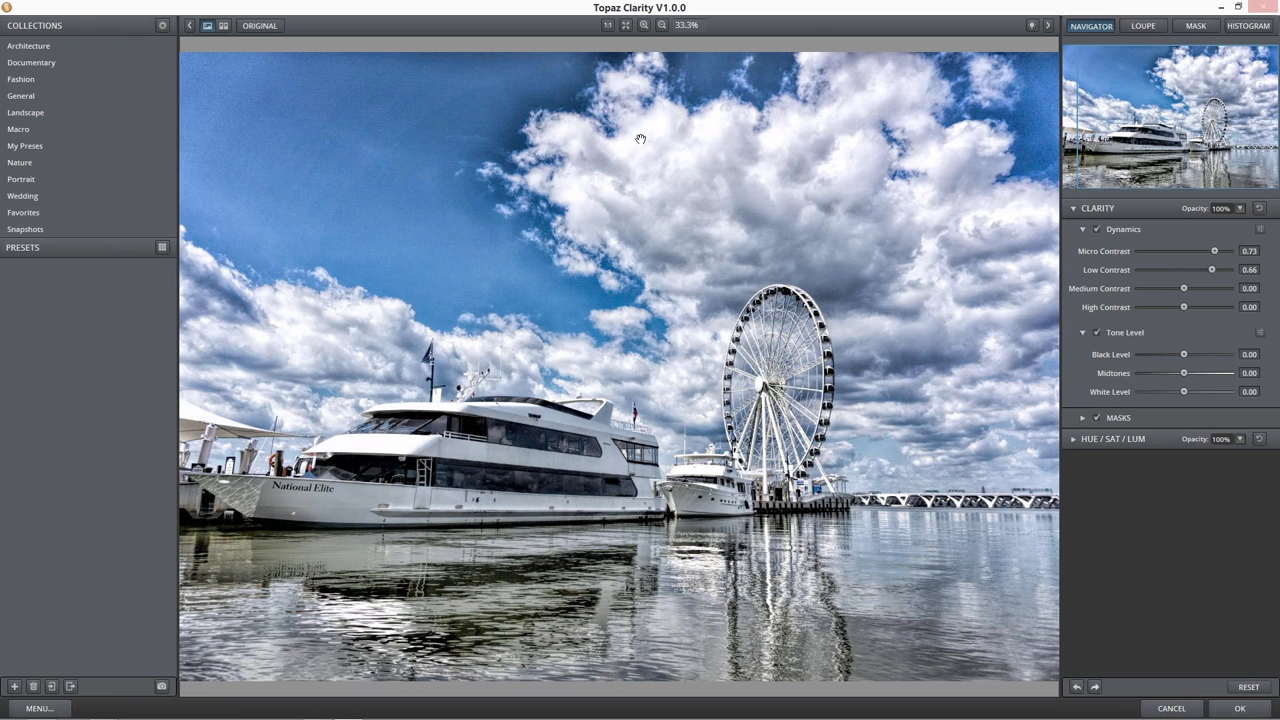 Topaz Clarity V1.0.0
COLLECTIONS
ORIGINAL
1:1
33.3%
NAVIGATOR
LOUPE
MASK
HISTOGRAM
Architecture
Documentary
Fashion
General
Landscape
Macro
My Preses
Nature
Portrait
Wedding
Favorites
Snapshots
PRESETS
National Elite
CLARITY
Opacity: 100%
Dynamics
Micro Contrast 0.73
Low Contrast 0.66
Medium Contrast 0.00
High Contrast 0.00
Tone Level
Black Level 0.00
Midtones 0.00
White Level 0.00
MASKS
HUE / SAT / LUM Opacity: 100%
RESET
MENU...
CANCEL
OK